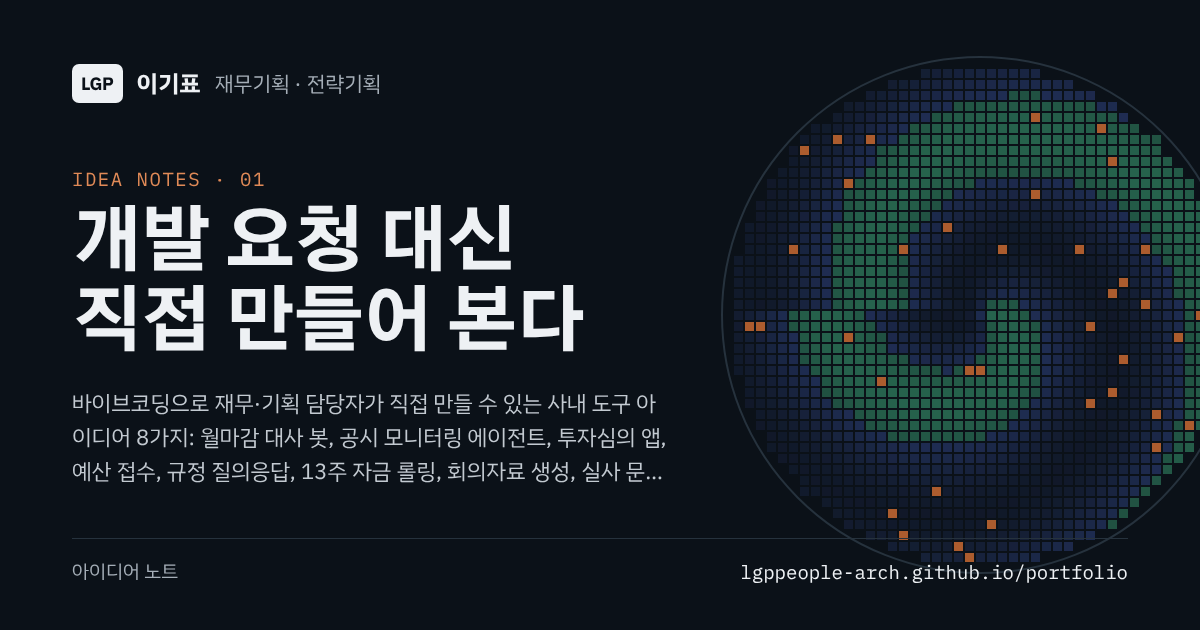 LGP 이기표 재무기획 · 전략기획
IDEA NOTES · 01
개발 요청 대신
직접 만들어 본다
바이브코딩으로 재무·기획 담당자가 직접 만들 수 있는 사내 도구 아
이디어 8가지: 월마감 대사 봇, 공시 모니터링 에이전트, 투자심의 앱,
예산 접수, 규정 질의응답, 13주 자금 롤링, 회의자료 생성, 실사 문...
아이디어 노트
lgppeople-arch.github.io/portfolio